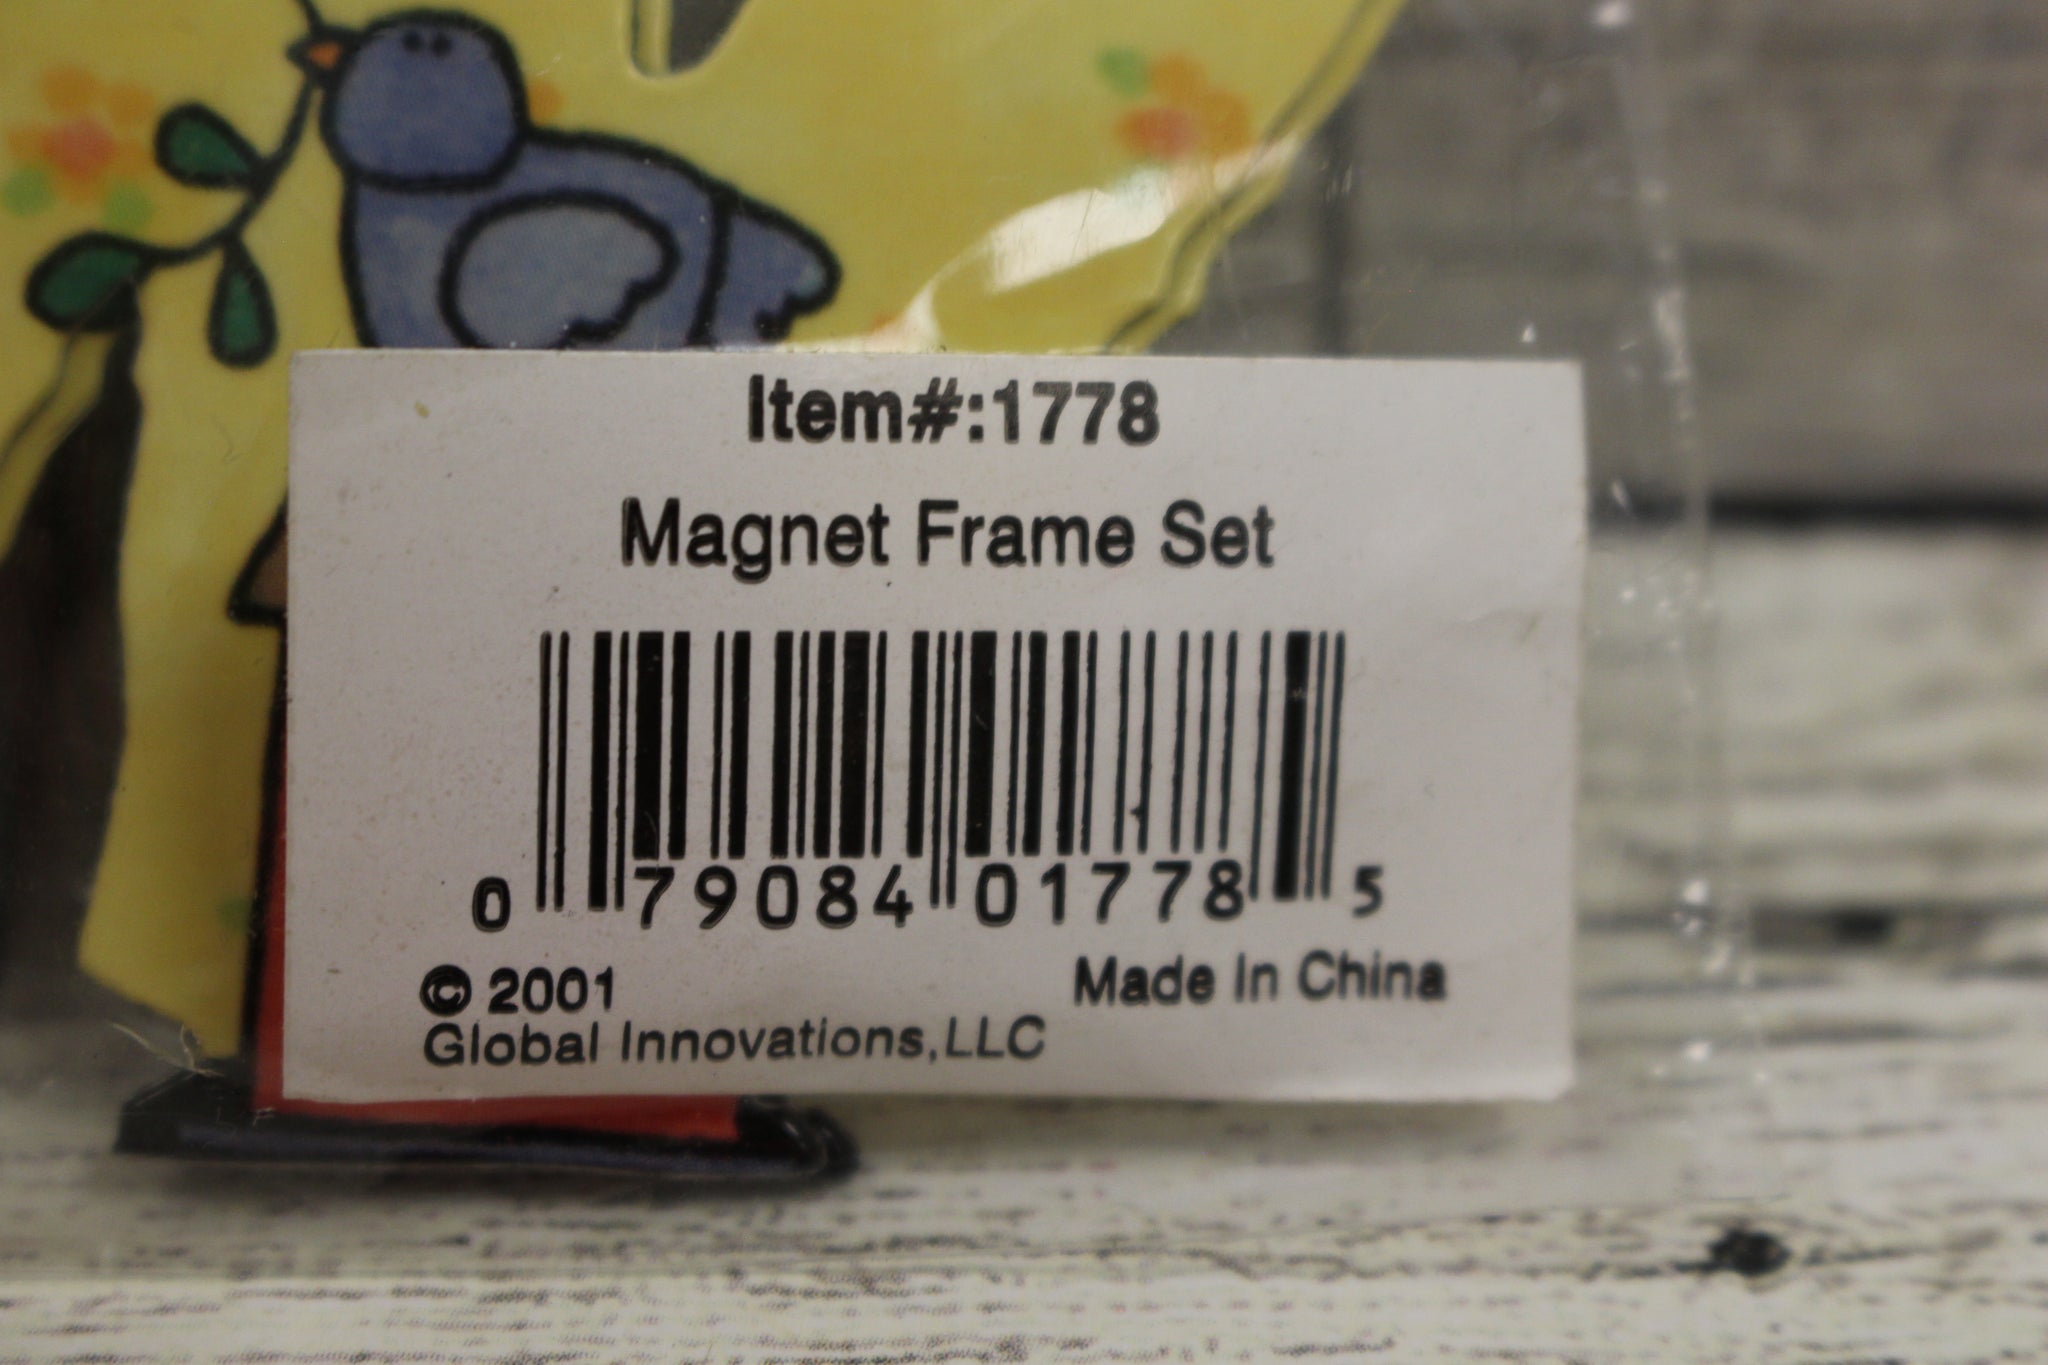 Item#:1778
Magnet Frame Set
0 79084 01778 5
© 2001 Made In China
Global Innovations,LLC